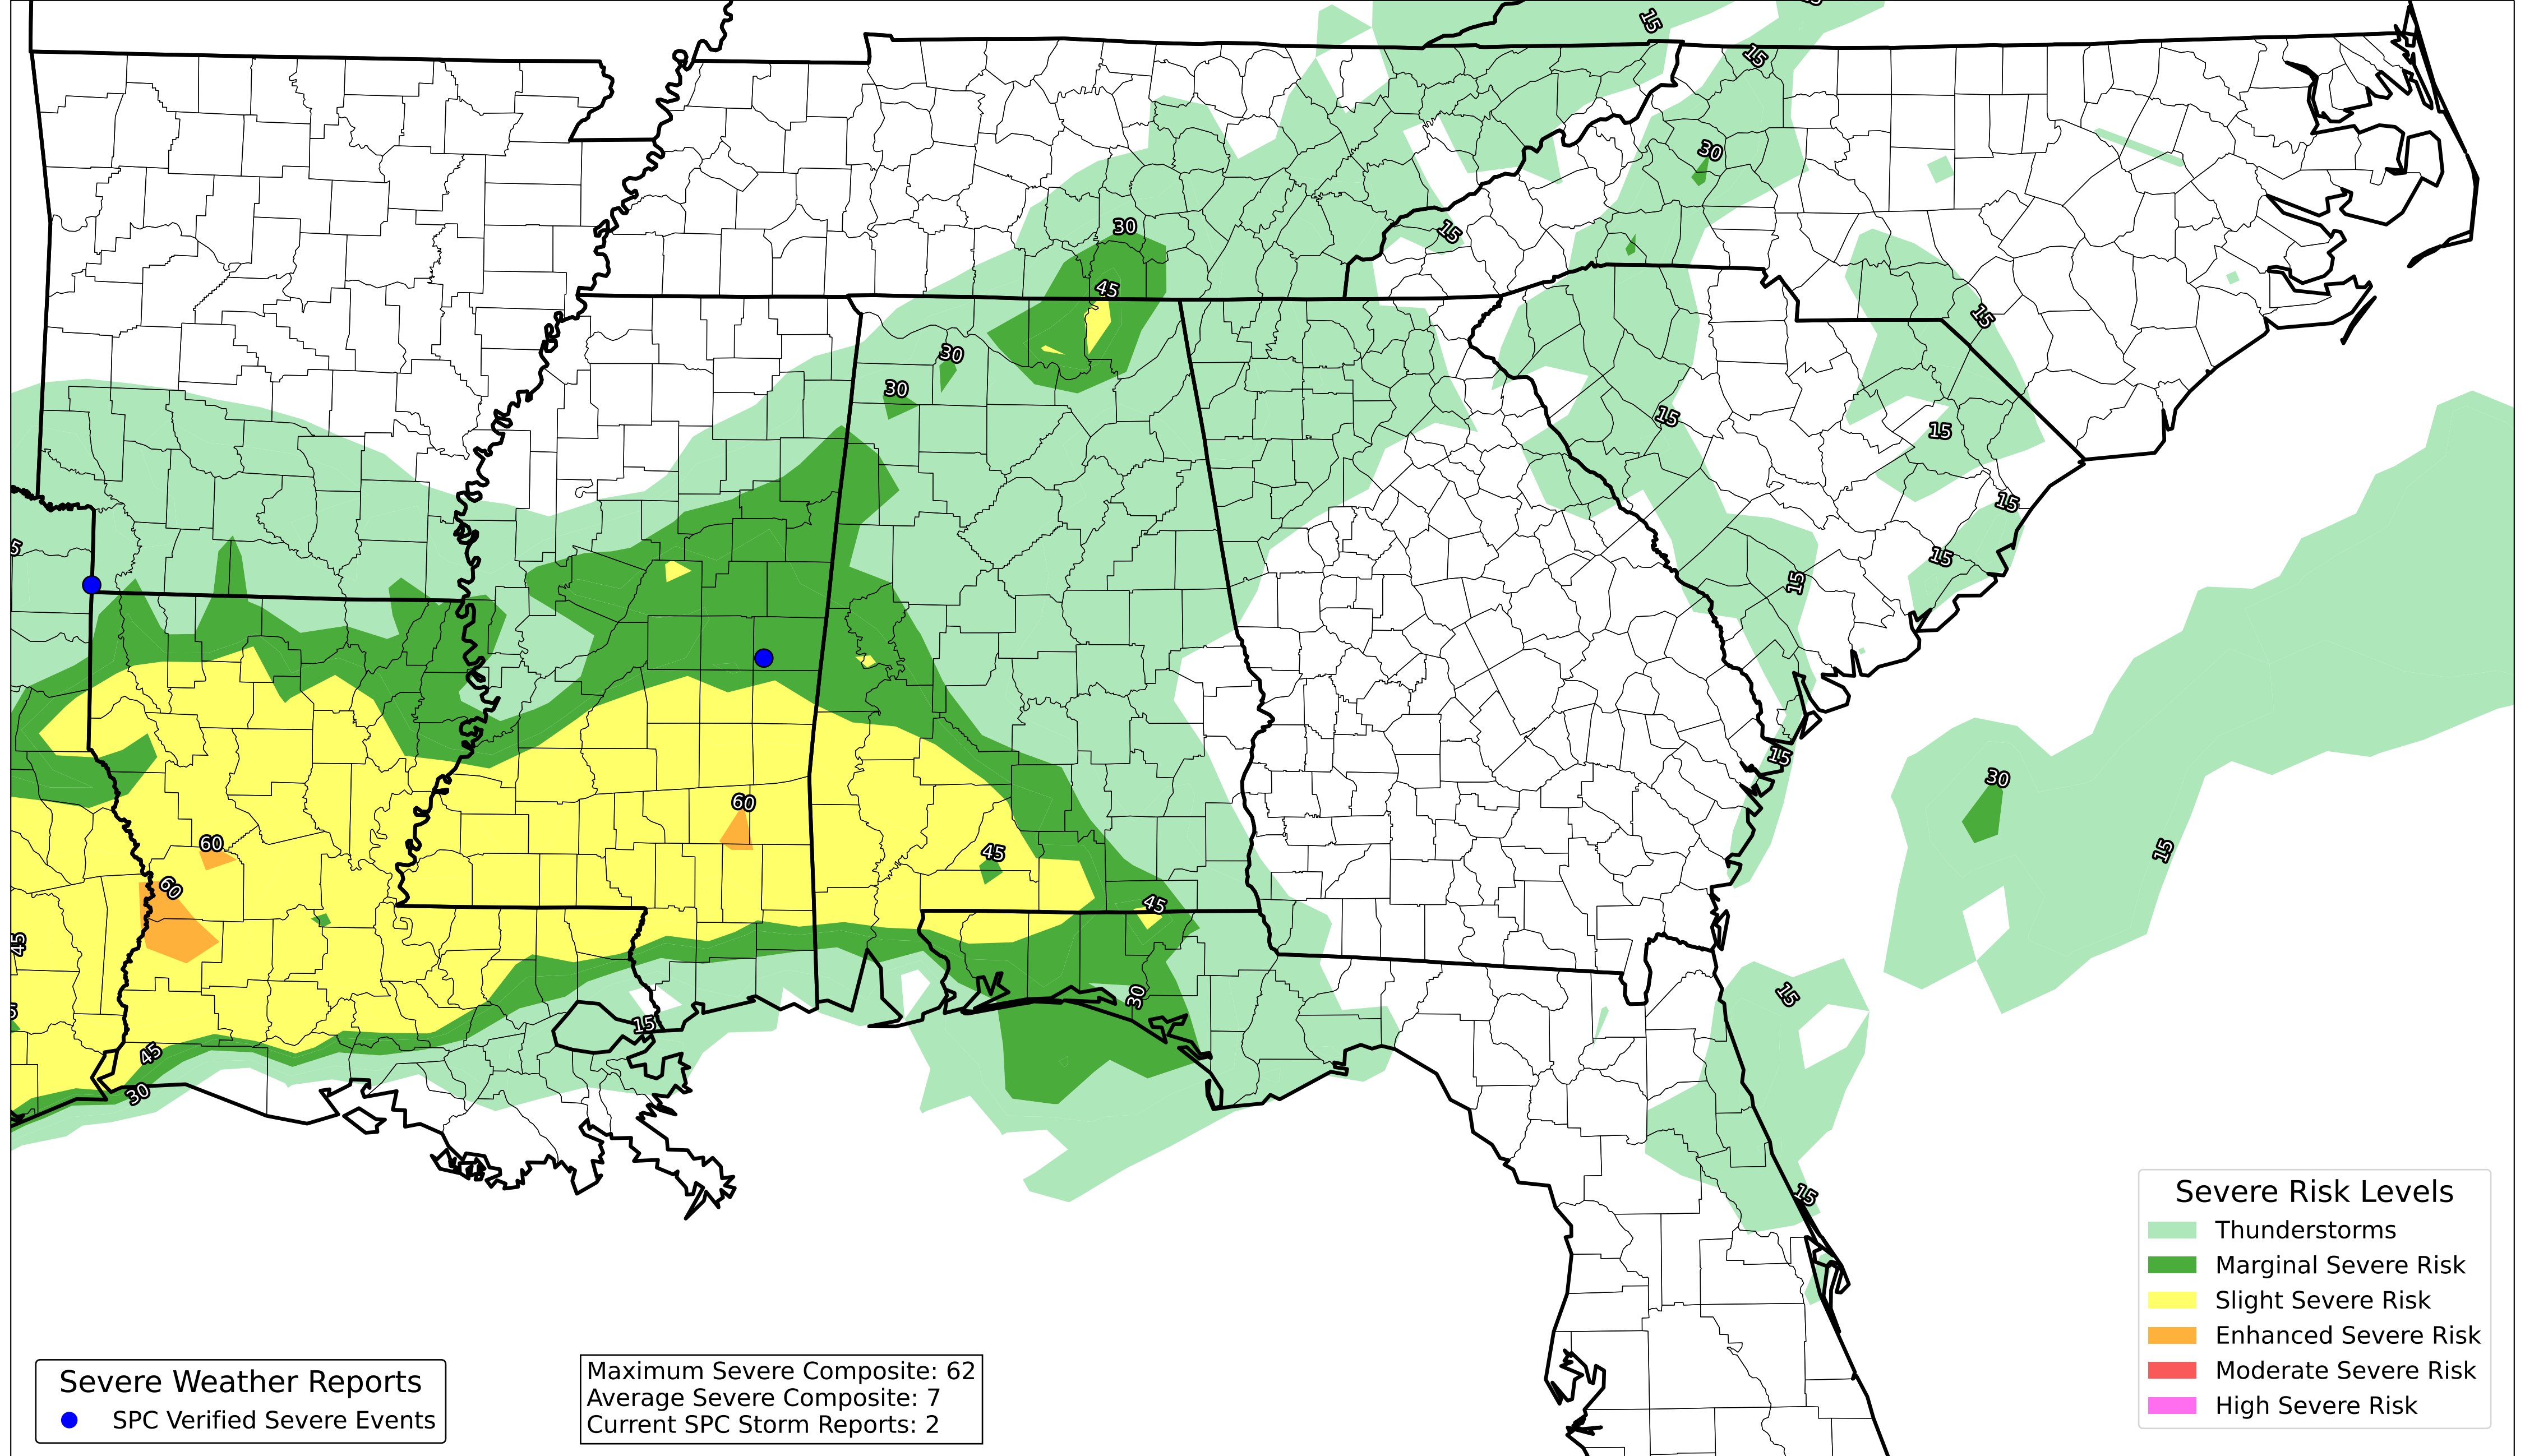 15
15
30
30
15
45
15
30
30
15
15
15
5
15
15
15
30
60
60
15
45
60
45
45
15
30
5
15
45
30
15
Severe Risk Levels
Thunderstorms
Marginal Severe Risk
Slight Severe Risk
Enhanced Severe Risk
Moderate Severe Risk
High Severe Risk
Severe Weather Reports
SPC Verified Severe Events
Maximum Severe Composite: 62
Average Severe Composite: 7
Current SPC Storm Reports: 2